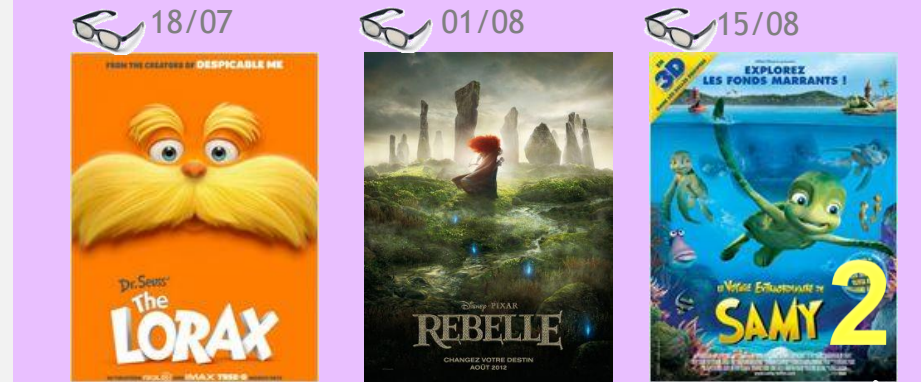 18/07
01/08
15/08
FROM THE CREATORS OF DESPICABLE ME
Dr. Seuss'
The
LORAX
IMAX
Disney PIXAR
REBELLE
CHANGEZ VOTRE DESTIN
AOÛT 2012
EN
3D
EXPLOREZ
LES FONDS MARRANTS !
LE VOYAGE EXTRAORDINAIRE DE
SAMY 2